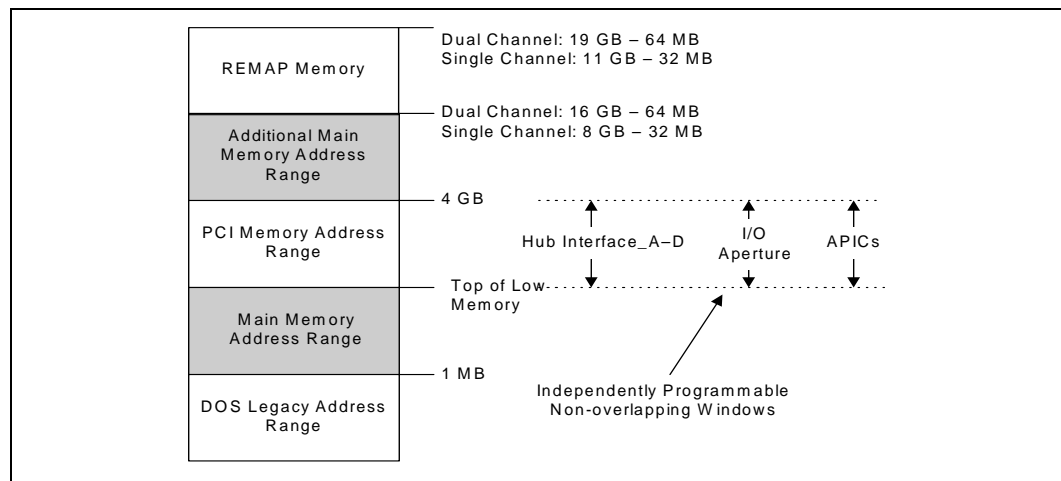 Dual Channel: 19 GB – 64 MB
Single Channel: 11 GB – 32 MB
REMAP Memory
Dual Channel: 16 GB – 64 MB
Single Channel: 8 GB – 32 MB
Additional Main
Memory Address
Range
4 GB
PCI Memory Address
Range
Hub Interface_A–D
I/O
Aperture
APICs
Top of Low
Memory
Main Memory
Address Range
1 MB
DOS Legacy Address
Range
Independently Programmable
Non-overlapping Windows